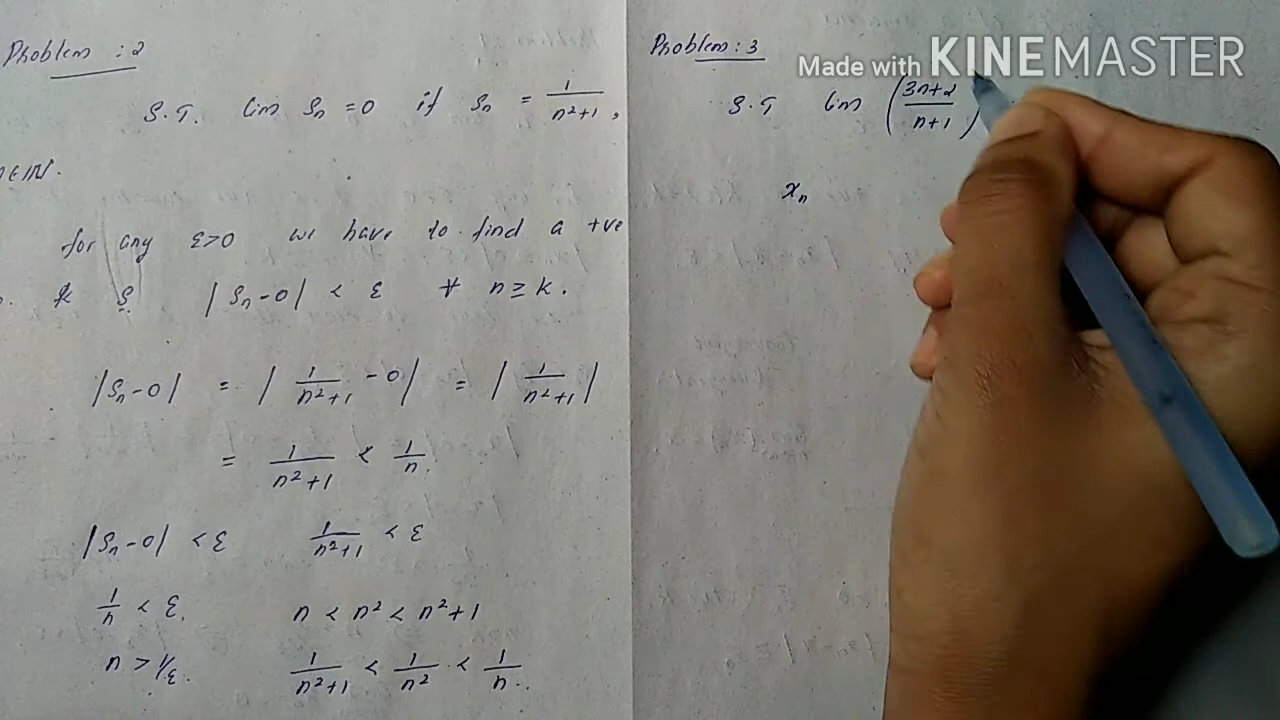 Problem : 2
S.T. lim Sₙ = 0 if Sₙ = 1/(n²+1),
n∈ℕ.
for any ε>0 we have to find a +ve
|Sₙ-0| < ε ∀ n ≥ k.
|Sₙ-0| = |1/(n²+1) - 0| = |1/(n²+1)|
= 1/(n²+1) < 1/n.
|Sₙ-0| < ε 1/(n²+1) < ε
1/n < ε. n < n² < n²+1
n > 1/ε. 1/(n²+1) < 1/n² < 1/n.
Made with KINEMASTER
Problem : 3
S.T lim ((3n+2)/(n+1))
xₙ